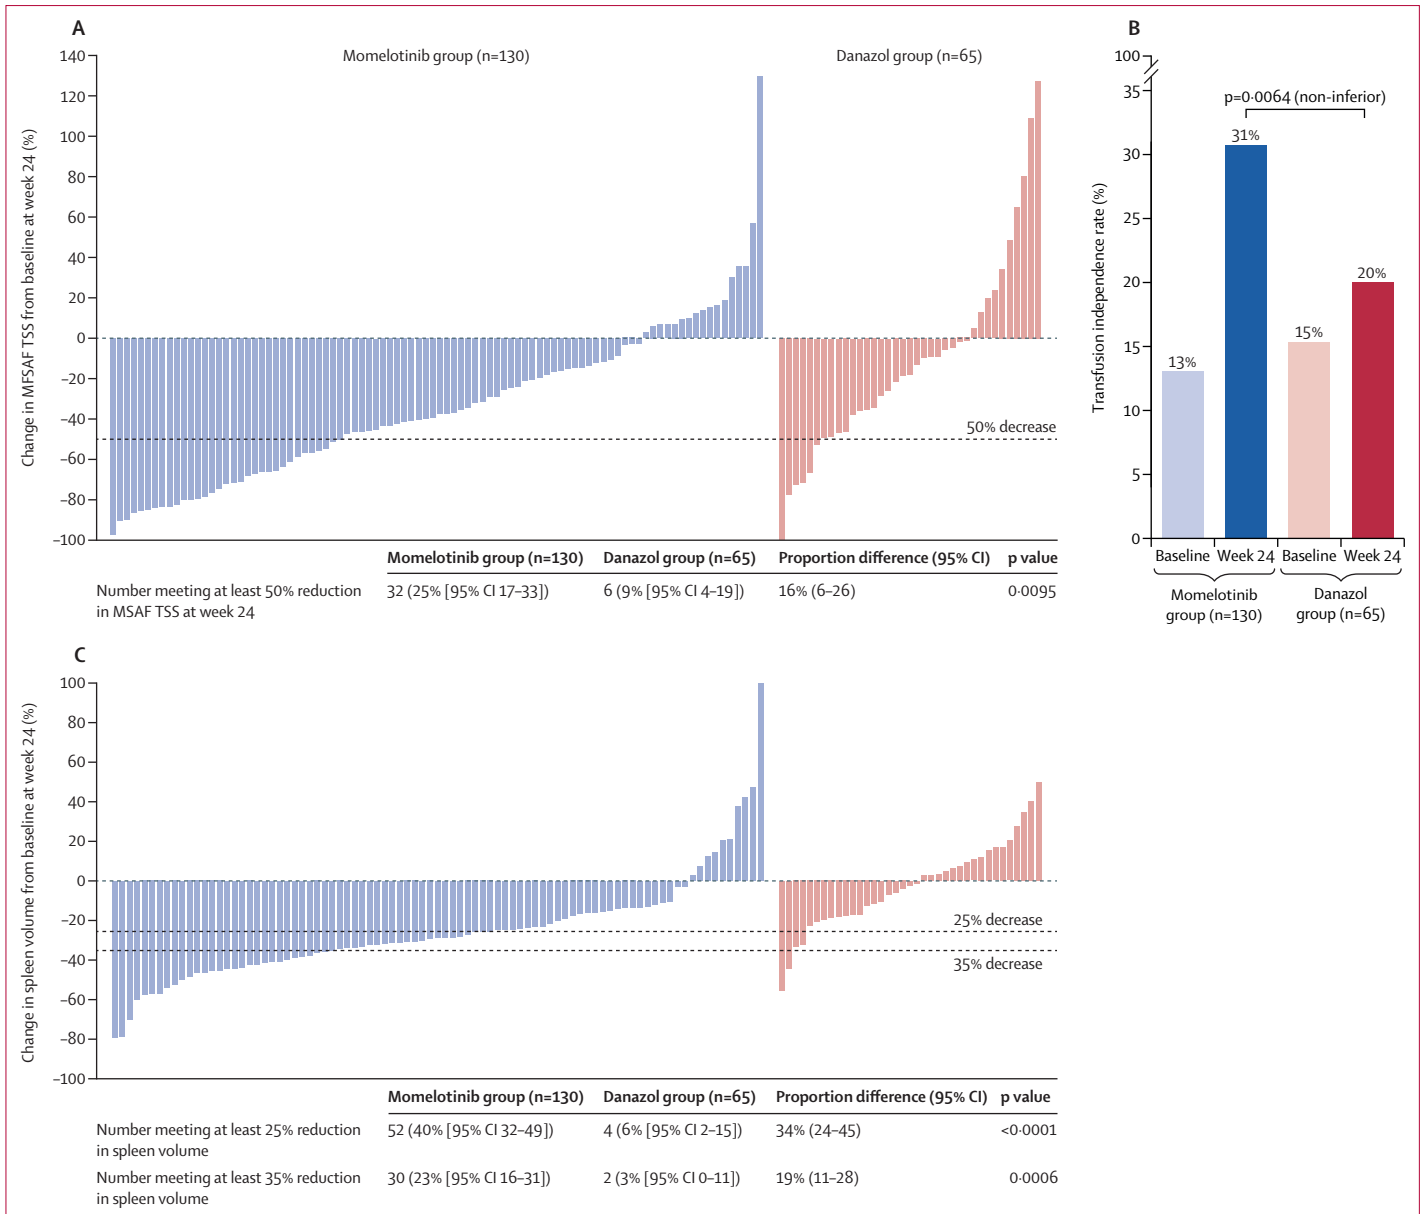 A
Momelotinib group (n=130)
Danazol group (n=65)
Change in MFSAF TSS from baseline at week 24 (%)
140
120
100
80
60
40
20
0
–20
–40
–60
–80
–100
50% decrease
Momelotinib group (n=130) Danazol group (n=65) Proportion difference (95% CI) p value
Number meeting at least 50% reduction 32 (25% [95% CI 17–33]) 6 (9% [95% CI 4–19]) 16% (6–26) 0·0095
in MSAF TSS at week 24
B
Transfusion independence rate (%)
100
35
30
25
20
15
10
5
0
p=0·0064 (non-inferior)
13%
31%
15%
20%
Baseline Week 24 Baseline Week 24
Momelotinib
group (n=130)
Danazol
group (n=65)
C
Change in spleen volume from baseline at week 24 (%)
100
80
60
40
20
0
–20
–40
–60
–80
–100
25% decrease
35% decrease
Momelotinib group (n=130) Danazol group (n=65) Proportion difference (95% CI) p value
Number meeting at least 25% reduction 52 (40% [95% CI 32–49]) 4 (6% [95% CI 2–15]) 34% (24–45) <0·0001
in spleen volume
Number meeting at least 35% reduction 30 (23% [95% CI 16–31]) 2 (3% [95% CI 0–11]) 19% (11–28) 0·0006
in spleen volume